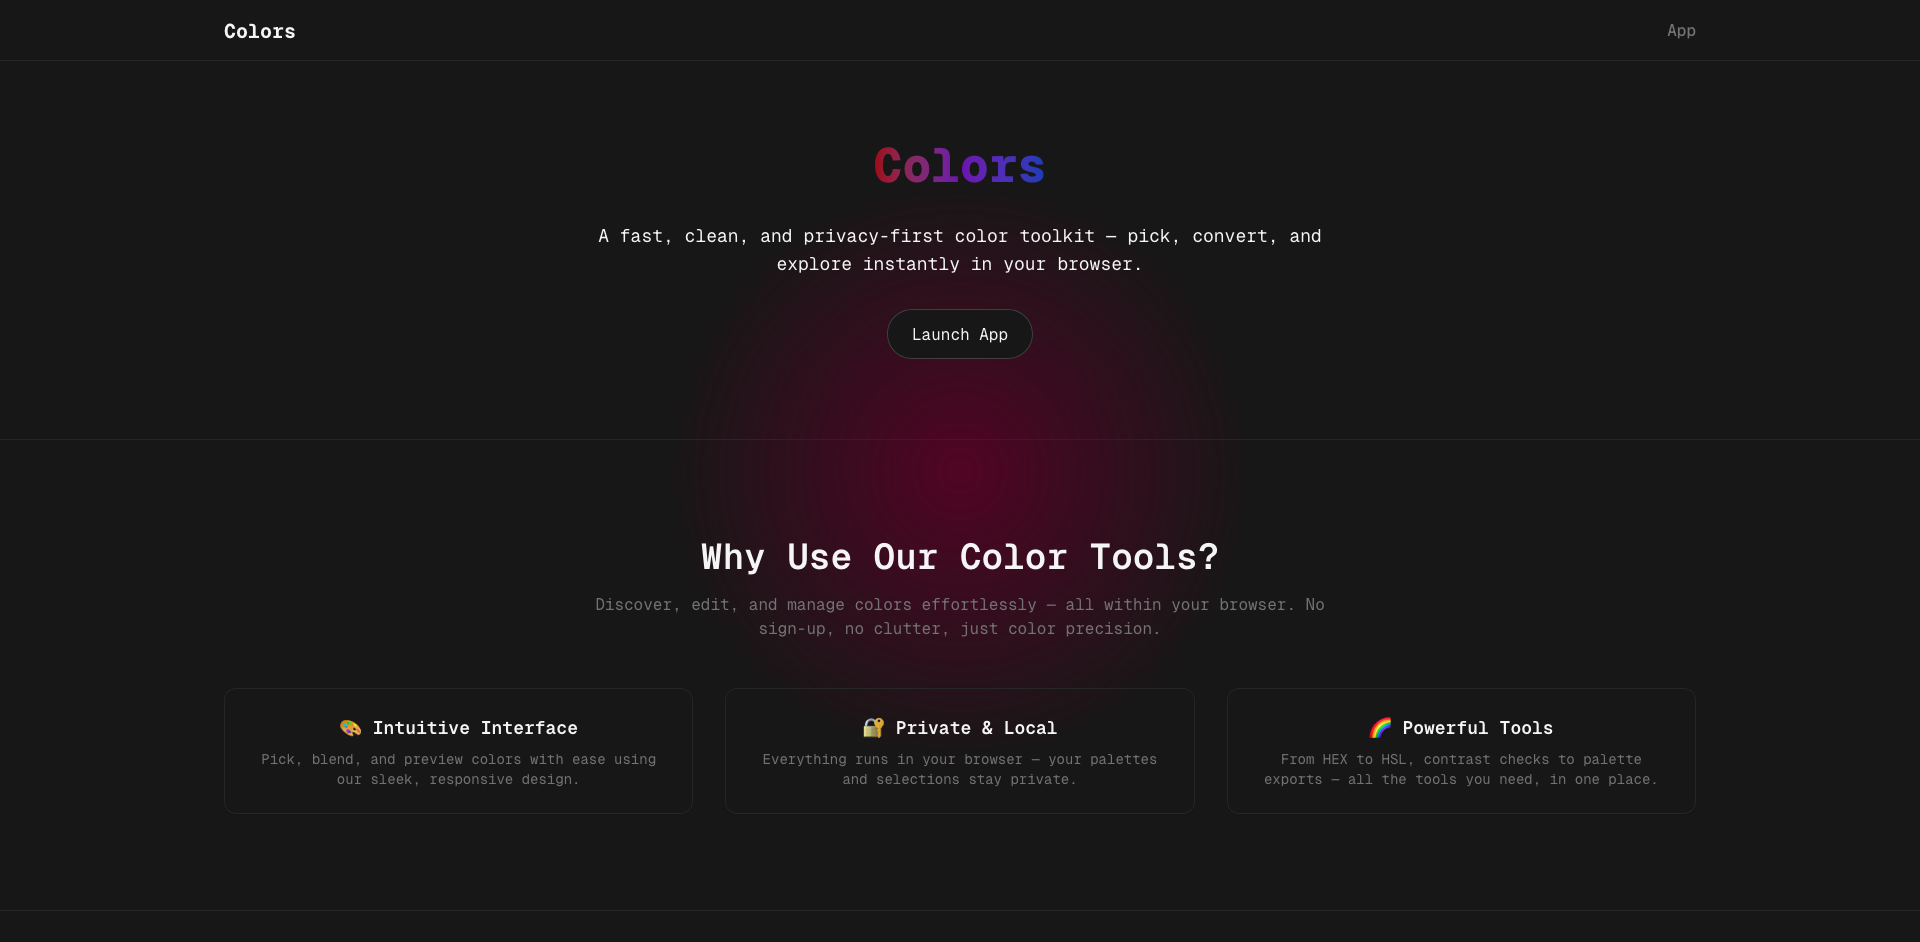 Colors
App
Colors
A fast, clean, and privacy-first color toolkit — pick, convert, and
explore instantly in your browser.
Launch App
Why Use Our Color Tools?
Discover, edit, and manage colors effortlessly — all within your browser. No
sign-up, no clutter, just color precision.
🎨 Intuitive Interface
Pick, blend, and preview colors with ease using
our sleek, responsive design.
🔐 Private & Local
Everything runs in your browser — your palettes
and selections stay private.
🌈 Powerful Tools
From HEX to HSL, contrast checks to palette
exports — all the tools you need, in one place.